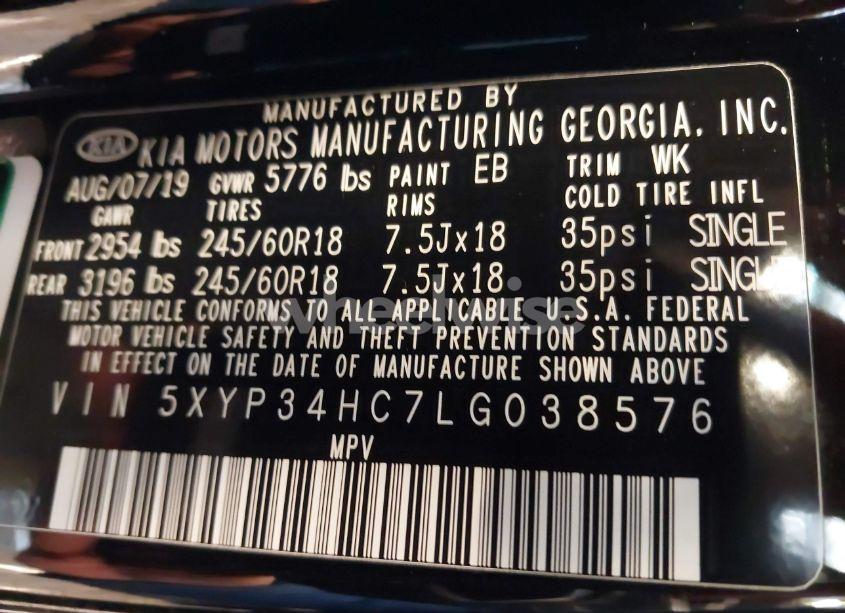 MANUFACTURED BY
KIA KIA MOTORS MANUFACTURING GEORGIA, INC.
AUG/07/19 GVWR 5776 lbs PAINT EB TRIM WK
GAWR TIRES RIMS COLD TIRE INFL
FRONT 2954 lbs 245/60R18 7.5Jx18 35psi SINGLE
REAR 3196 lbs 245/60R18 7.5Jx18 35psi SINGLE
THIS VEHICLE CONFORMS TO ALL APPLICABLE U.S.A. FEDERAL
MOTOR VEHICLE SAFETY AND THEFT PREVENTION STANDARDS
IN EFFECT ON THE DATE OF MANUFACTURE SHOWN ABOVE
VIN 5XYP34HC7LG038576
MPV
wheelwise